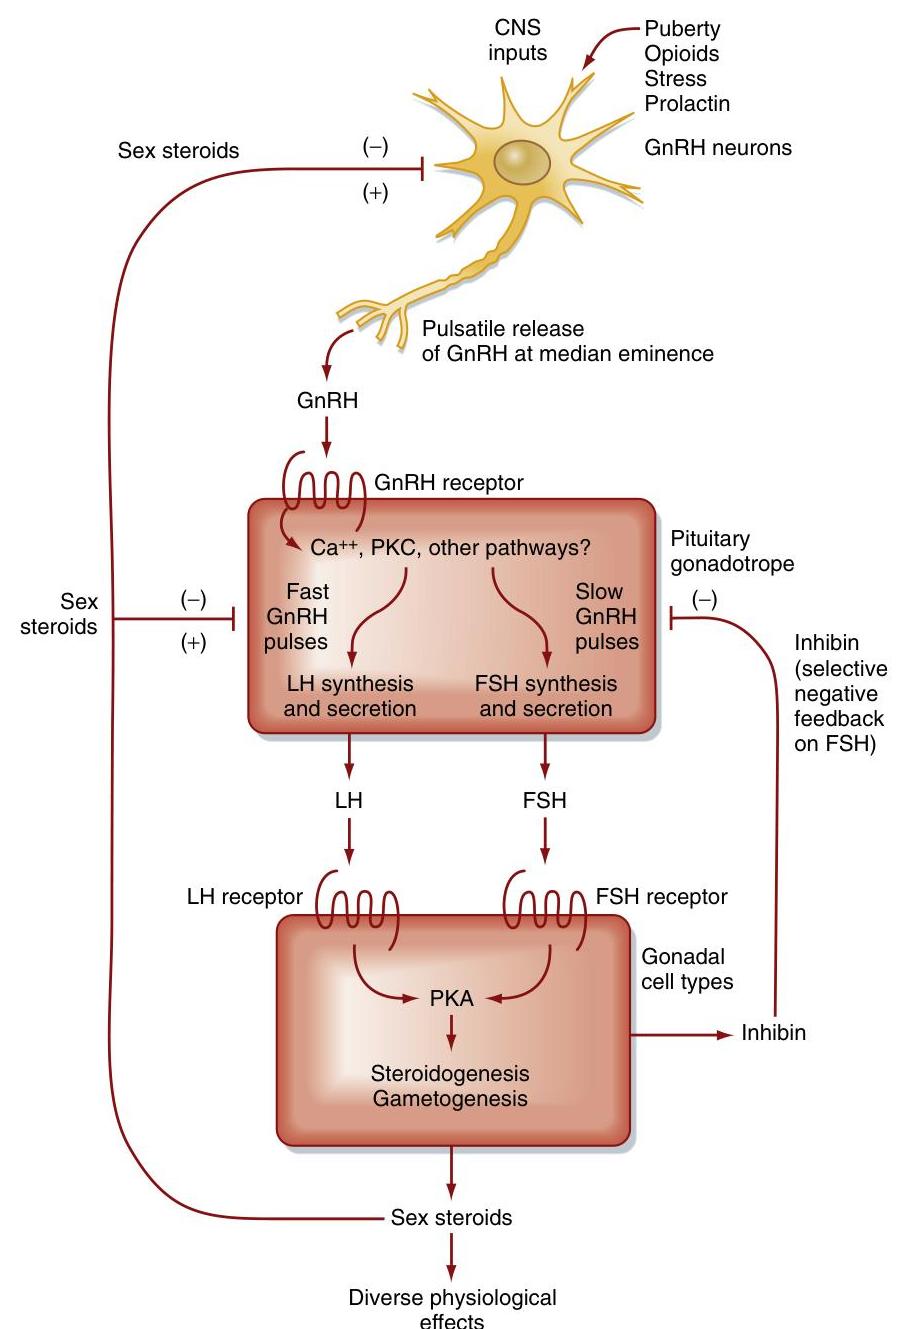 CNS
inputs
Puberty
Opioids
Stress
Prolactin
GnRH neurons
Sex steroids
(–)
(+)
Pulsatile release
of GnRH at median eminence
GnRH
GnRH receptor
Ca++, PKC, other pathways?
Pituitary
gonadotrope
Fast
GnRH
pulses
Slow
GnRH
pulses
Sex
steroids
(–)
(+)
(–)
Inhibin
(selective
negative
feedback
on FSH)
LH synthesis
and secretion
FSH synthesis
and secretion
LH
FSH
LH receptor
FSH receptor
Gonadal
cell types
PKA
Inhibin
Steroidogenesis
Gametogenesis
Sex steroids
Diverse physiological
effects